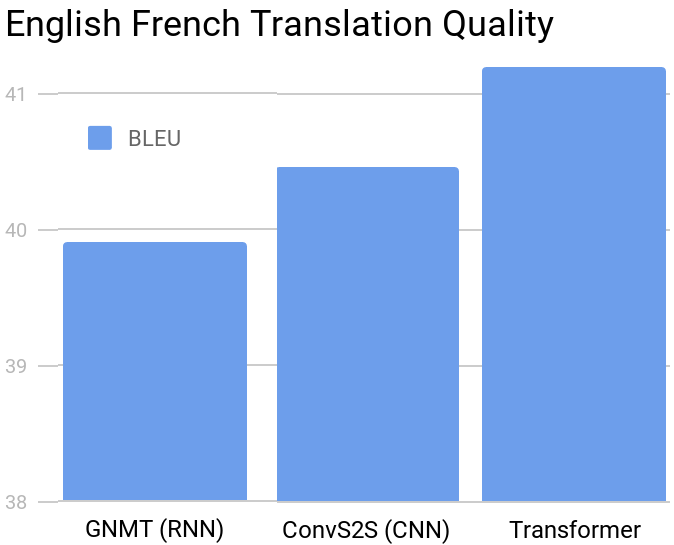 English French Translation Quality
41
BLEU
40
39
38
GNMT (RNN) ConvS2S (CNN) Transformer